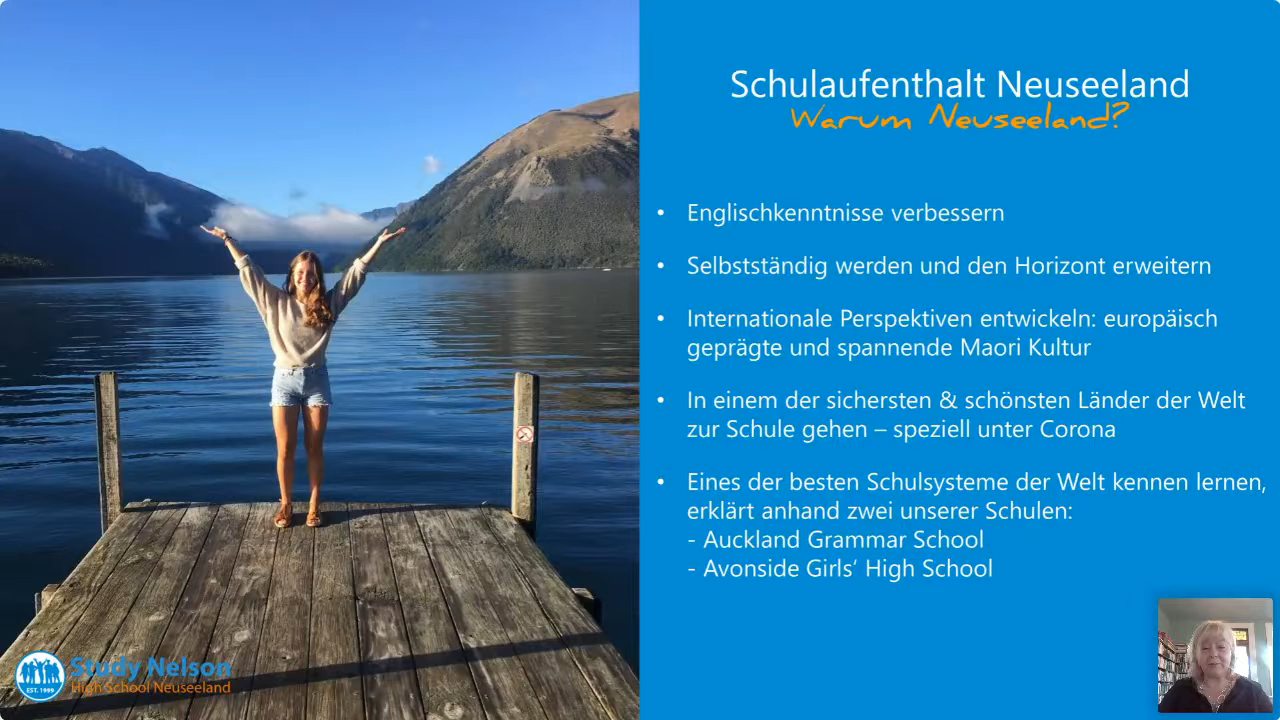 Schulaufenthalt Neuseeland
Warum Neuseeland?
• Englischkenntnisse verbessern
• Selbstständig werden und den Horizont erweitern
• Internationale Perspektiven entwickeln: europäisch
geprägte und spannende Maori Kultur
• In einem der sichersten & schönsten Länder der Welt
zur Schule gehen – speziell unter Corona
• Eines der besten Schulsysteme der Welt kennen lernen,
erklärt anhand zwei unserer Schulen:
- Auckland Grammar School
- Avonside Girls‘ High School
EST. 1999
Study Nelson
High School Neuseeland